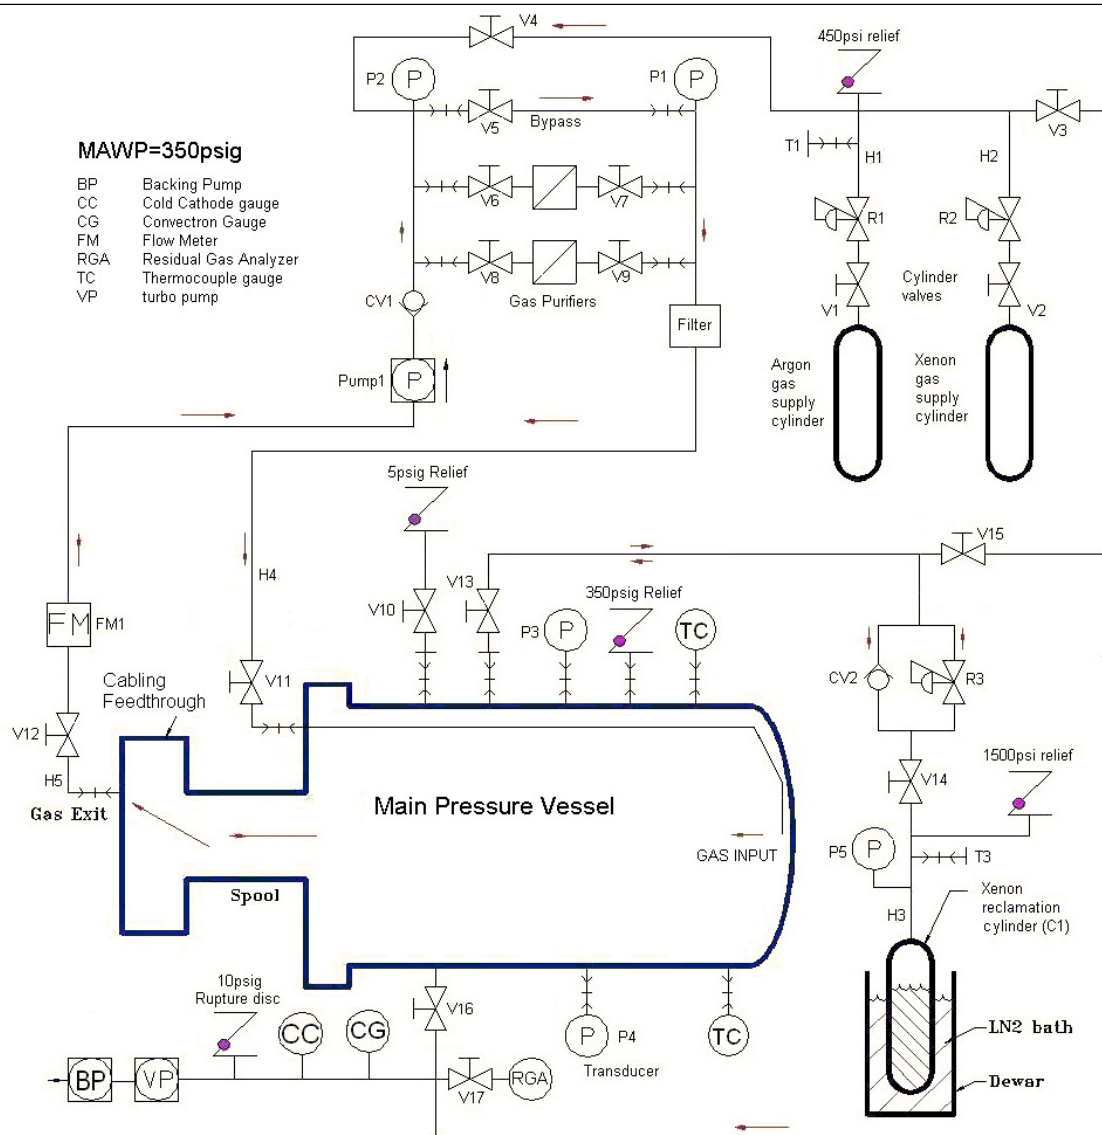 V4
450psi relief
P2
P
P1
P
V5
Bypass
V3
T1
H1
H2
MAWP=350psig
BP Backing Pump
CC Cold Cathode gauge
CG Convectron Gauge
FM Flow Meter
RGA Residual Gas Analyzer
TC Thermocouple gauge
VP turbo pump
V6
V7
R1
R2
V8
V9
Gas Purifiers
Cylinder
valves
CV1
V1
V2
Filter
Pump1
P
Argon
gas
supply
cylinder
Xenon
gas
supply
cylinder
5psig Relief
V15
H4
V13
350psig Relief
FM
FM1
V10
P3
P
TC
Cabling
Feedthrough
V11
CV2
R3
V12
H5
Gas Exit
V14
1500psi relief
Main Pressure Vessel
GAS INPUT
P5
P
T3
Spool
H3
Xenon
reclamation
cylinder (C1)
10psig
Rupture disc
V16
CC
CG
P
P4
Transducer
TC
LN2 bath
BP
VP
V17
RGA
Dewar